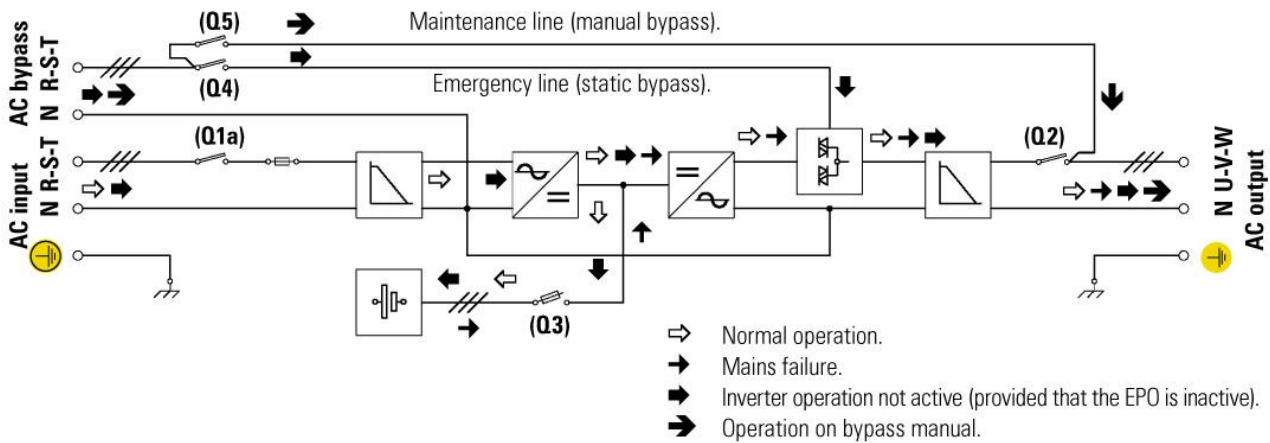 (Q5)
Maintenance line (manual bypass).
AC bypass
N R-S-T
(Q4)
Emergency line (static bypass).
(Q1a)
(Q2)
AC input
N R-S-T
N U-V-W
AC output
(Q3)
Normal operation.
Mains failure.
Inverter operation not active (provided that the EPO is inactive).
Operation on bypass manual.